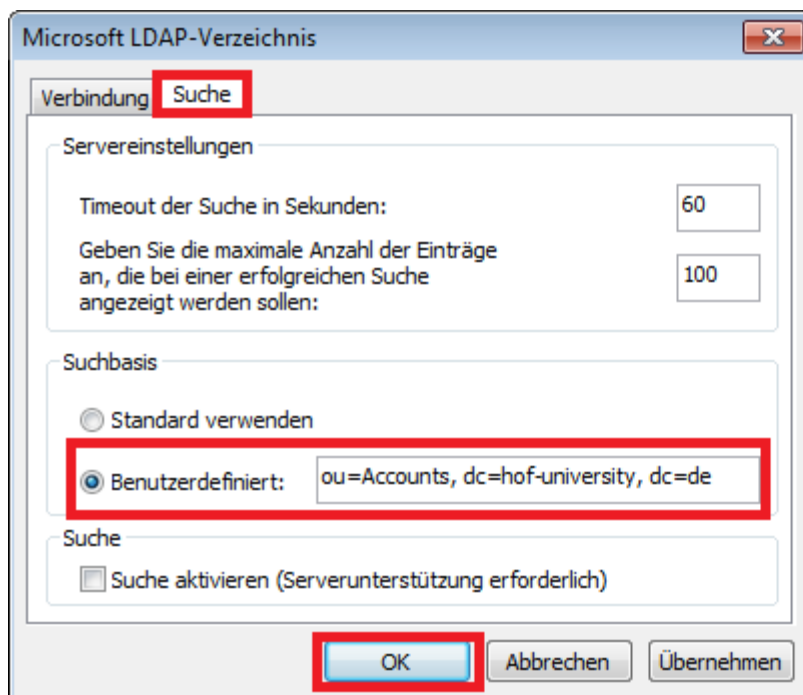 Microsoft LDAP-Verzeichnis
Verbindung
Suche
Servereinstellungen
Timeout der Suche in Sekunden:
60
Geben Sie die maximale Anzahl der Einträge
an, die bei einer erfolgreichen Suche
angezeigt werden sollen:
100
Suchbasis
Standard verwenden
Benutzerdefiniert:
ou=Accounts, dc=hof-university, dc=de
Suche
Suche aktivieren (Serverunterstützung erforderlich)
OK
Abbrechen
Übernehmen